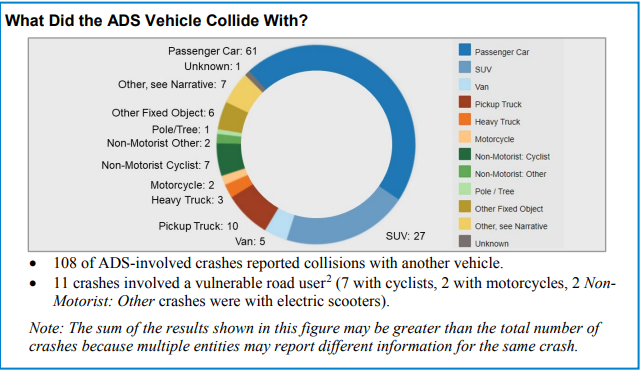 What Did the ADS Vehicle Collide With?
Passenger Car: 61
Unknown: 1
Other, see Narrative: 7
Other Fixed Object: 6
Pole/Tree: 1
Non-Motorist Other: 2
Non-Motorist Cyclist: 7
Motorcycle: 2
Heavy Truck: 3
Pickup Truck: 10
Van: 5
SUV: 27
Passenger Car
SUV
Van
Pickup Truck
Heavy Truck
Motorcycle
Non-Motorist: Cyclist
Non-Motorist: Other
Pole / Tree
Other Fixed Object
Other, see Narrative
Unknown
• 108 of ADS-involved crashes reported collisions with another vehicle.
• 11 crashes involved a vulnerable road user² (7 with cyclists, 2 with motorcycles, 2 Non-
Motorist: Other crashes were with electric scooters).
Note: The sum of the results shown in this figure may be greater than the total number of
crashes because multiple entities may report different information for the same crash.